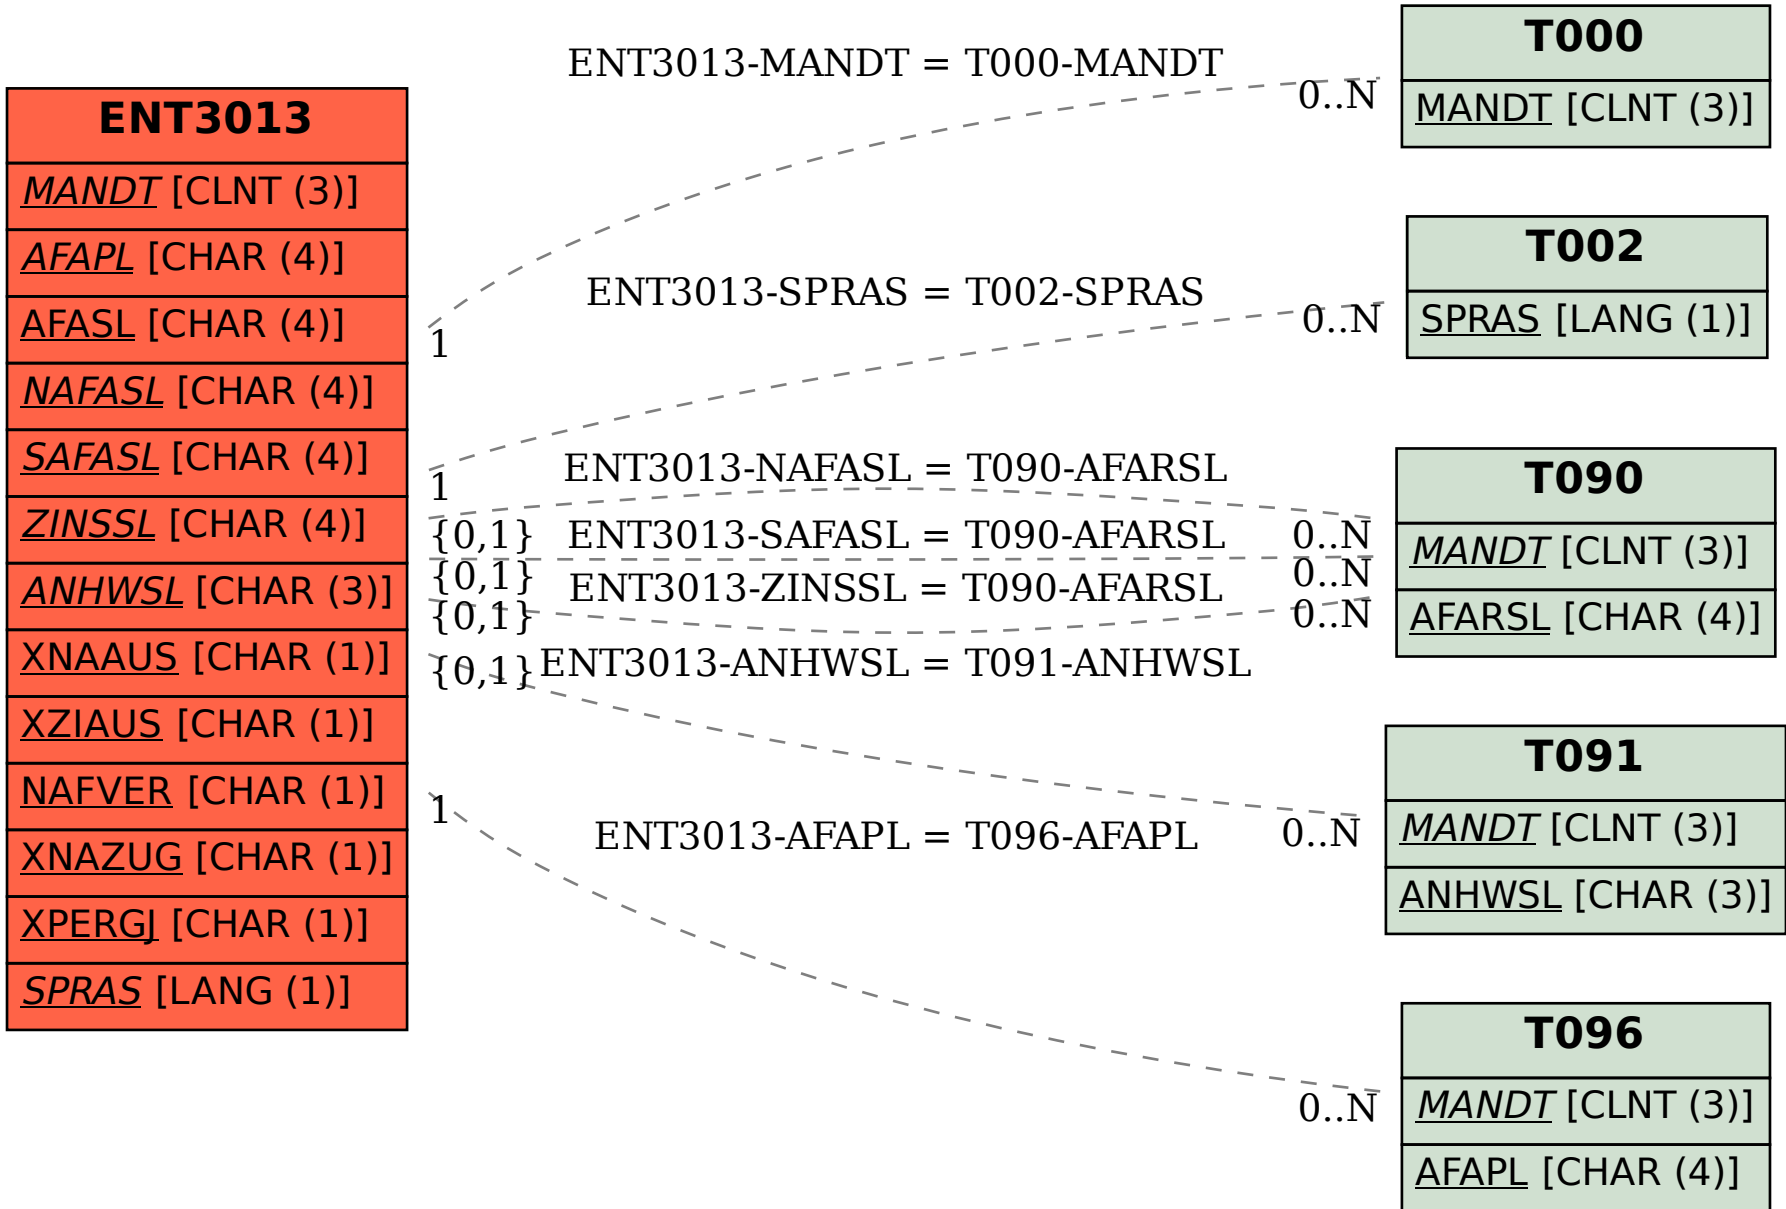 ENT3013
MANDT [CLNT (3)]
AFAPL [CHAR (4)]
AFASL [CHAR (4)]
NAFASL [CHAR (4)]
SAFASL [CHAR (4)]
ZINSSL [CHAR (4)]
ANHWSL [CHAR (3)]
XNAAUS [CHAR (1)]
XZIAUS [CHAR (1)]
NAFVER [CHAR (1)]
XNAZUG [CHAR (1)]
XPERGJ [CHAR (1)]
SPRAS [LANG (1)]
ENT3013-MANDT = T000-MANDT
0..N
1
ENT3013-SPRAS = T002-SPRAS
0..N
1
ENT3013-NAFASL = T090-AFARSL
{0,1}
ENT3013-SAFASL = T090-AFARSL
0..N
{0,1}
0..N
ENT3013-ZINSSL = T090-AFARSL
{0,1}
0..N
ENT3013-ANHWSL = T091-ANHWSL
{0,1}
0..N
1
ENT3013-AFAPL = T096-AFAPL
0..N
T000
MANDT [CLNT (3)]
T002
SPRAS [LANG (1)]
T090
MANDT [CLNT (3)]
AFARSL [CHAR (4)]
T091
MANDT [CLNT (3)]
ANHWSL [CHAR (3)]
T096
MANDT [CLNT (3)]
AFAPL [CHAR (4)]